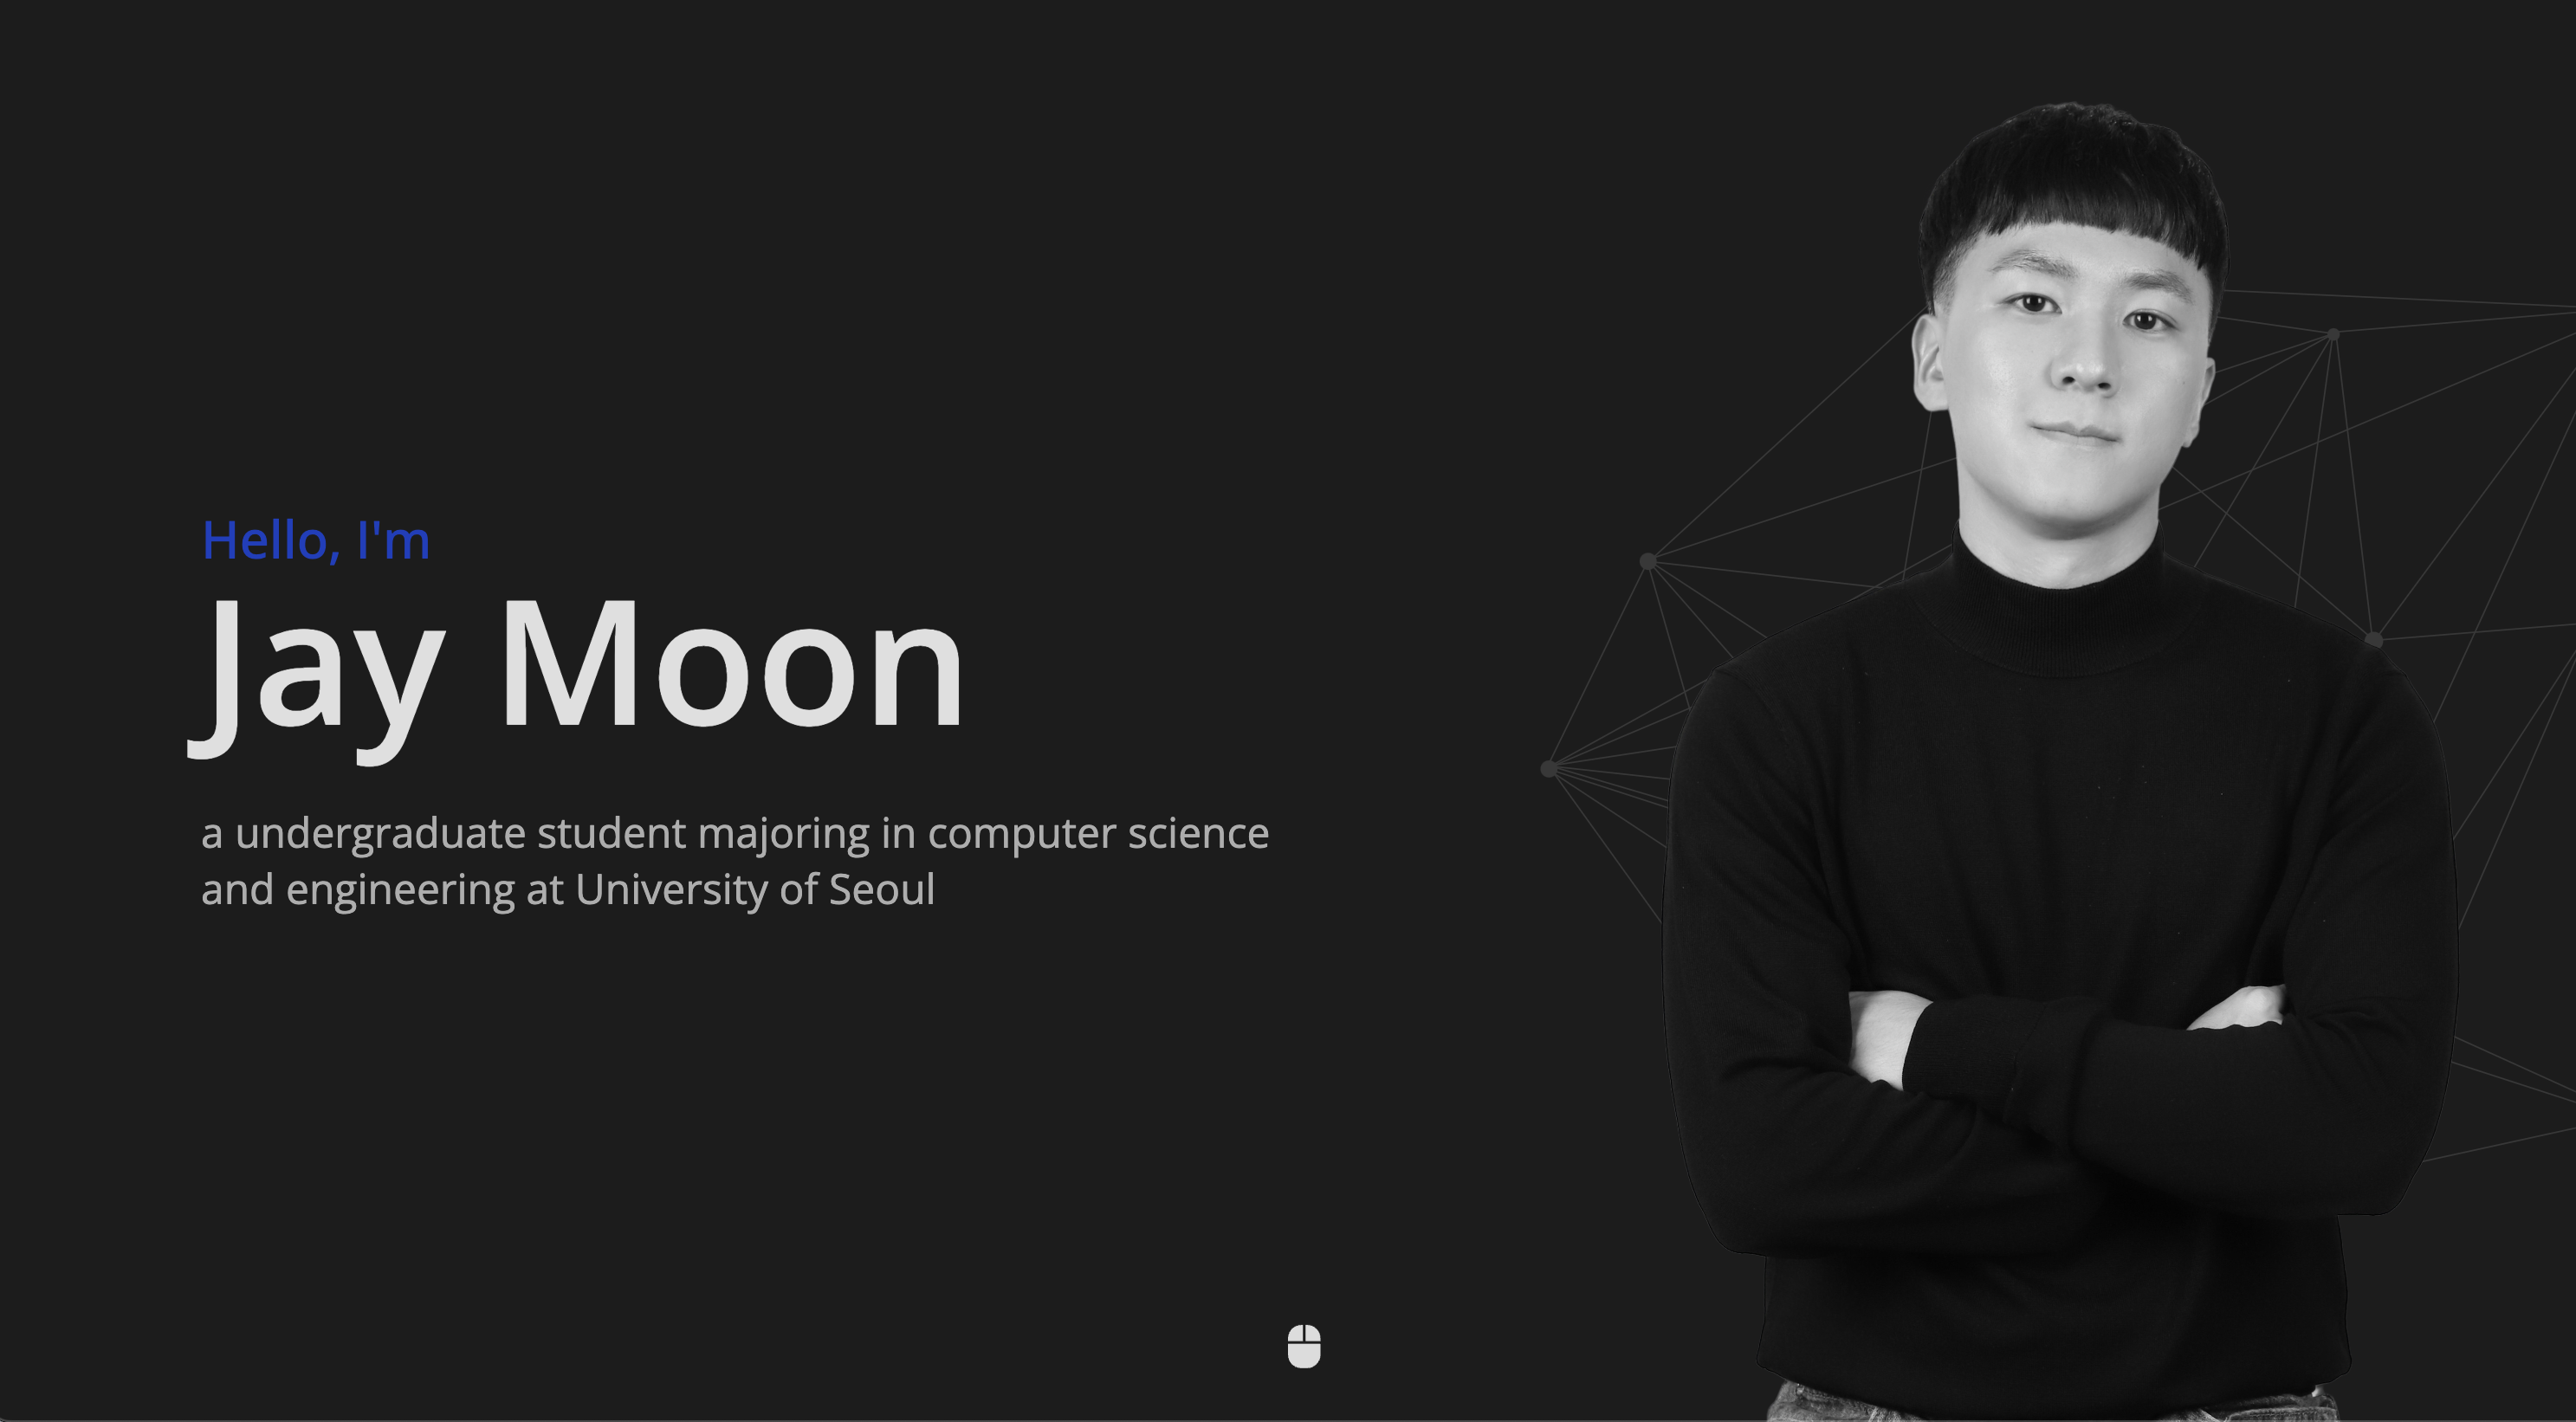 Hello, I'm
Jay Moon
a undergraduate student majoring in computer science
and engineering at University of Seoul